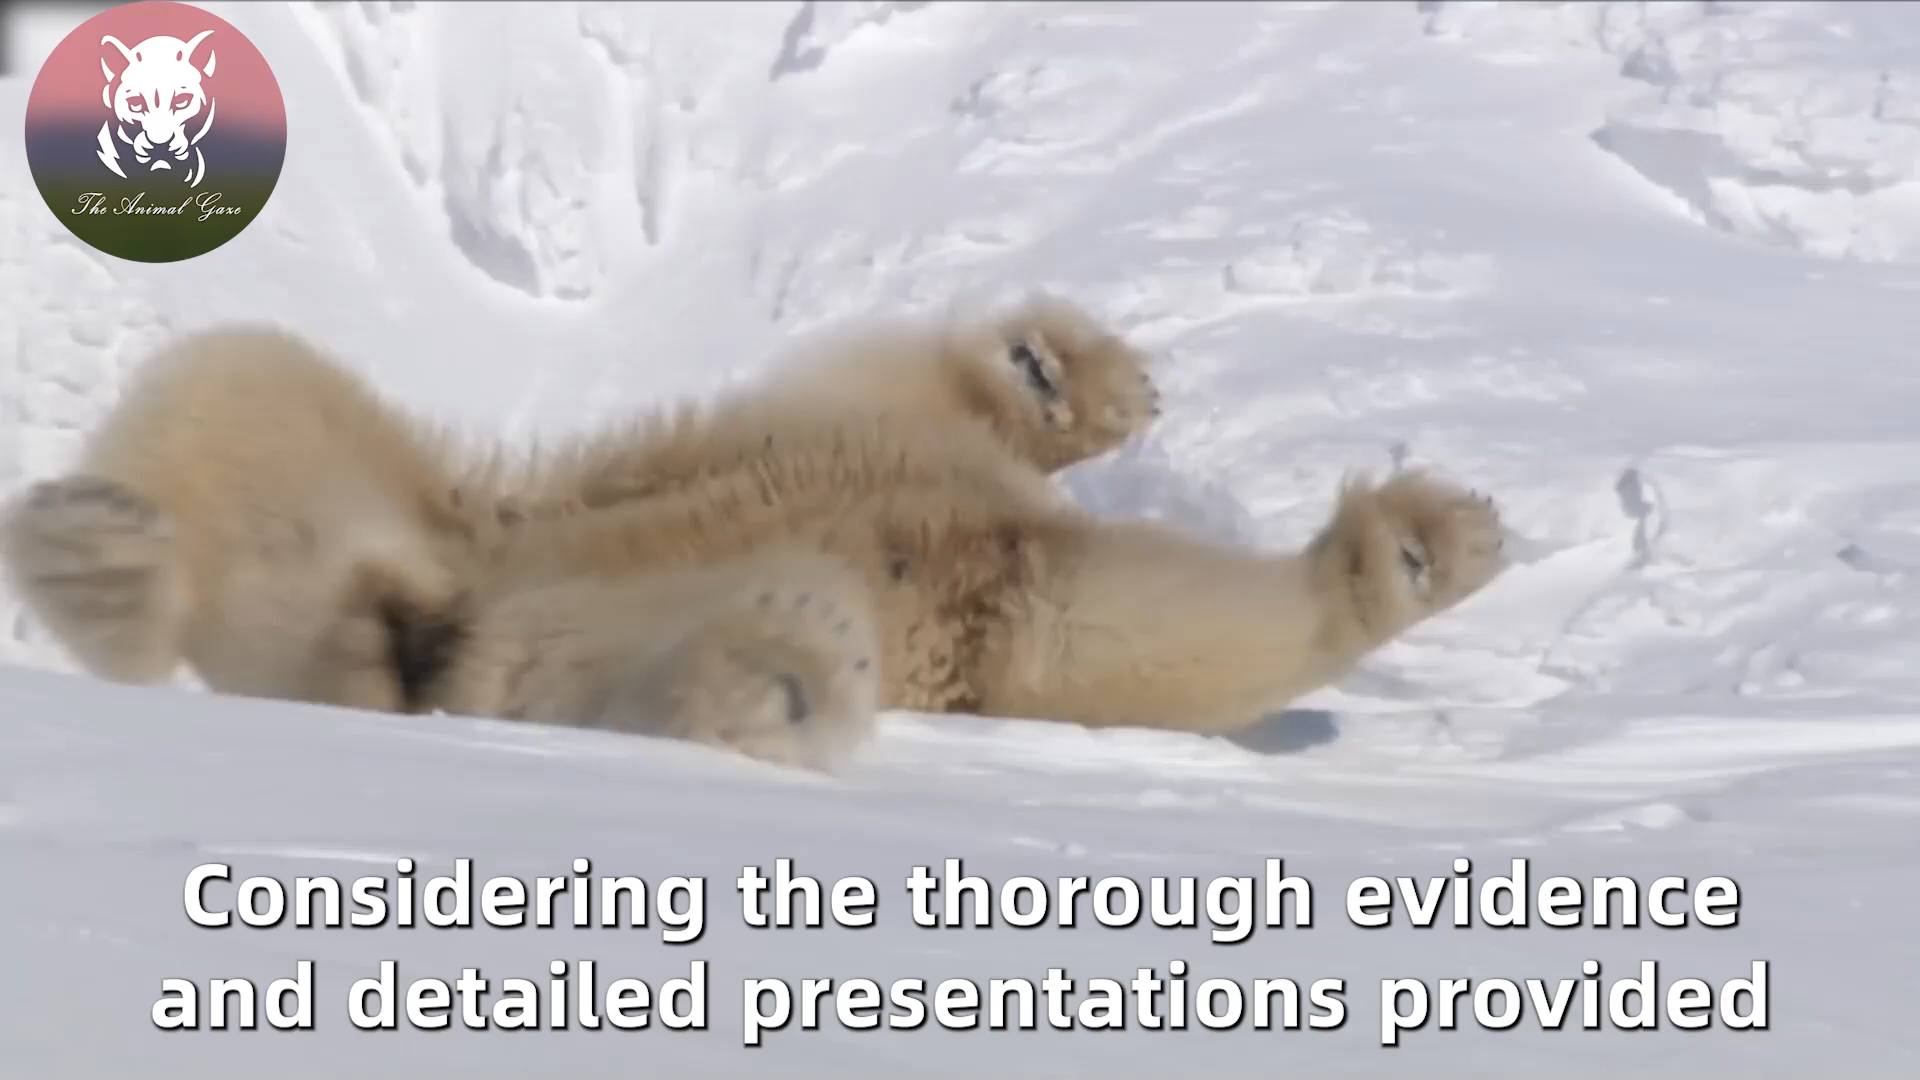 The Animal Gaze
Considering the thorough evidence
and detailed presentations provided